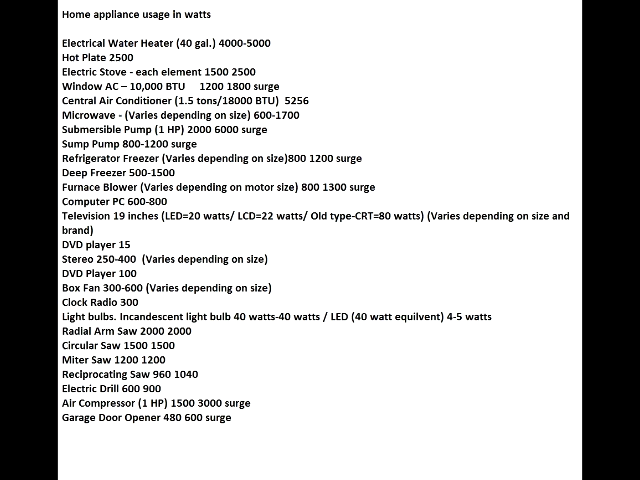 Home appliance usage in watts
Electrical Water Heater (40 gal.) 4000-5000
Hot Plate 2500
Electric Stove - each element 1500 2500
Window AC – 10,000 BTU 1200 1800 surge
Central Air Conditioner (1.5 tons/18000 BTU) 5256
Microwave - (Varies depending on size) 600-1700
Submersible Pump (1 HP) 2000 6000 surge
Sump Pump 800-1200 surge
Refrigerator Freezer (Varies depending on size)800 1200 surge
Deep Freezer 500-1500
Furnace Blower (Varies depending on motor size) 800 1300 surge
Computer PC 600-800
Television 19 inches (LED=20 watts/ LCD=22 watts/ Old type-CRT=80 watts) (Varies depending on size and
brand)
DVD player 15
Stereo 250-400 (Varies depending on size)
DVD Player 100
Box Fan 300-600 (Varies depending on size)
Clock Radio 300
Light bulbs. Incandescent light bulb 40 watts-40 watts / LED (40 watt equilvent) 4-5 watts
Radial Arm Saw 2000 2000
Circular Saw 1500 1500
Miter Saw 1200 1200
Reciprocating Saw 960 1040
Electric Drill 600 900
Air Compressor (1 HP) 1500 3000 surge
Garage Door Opener 480 600 surge